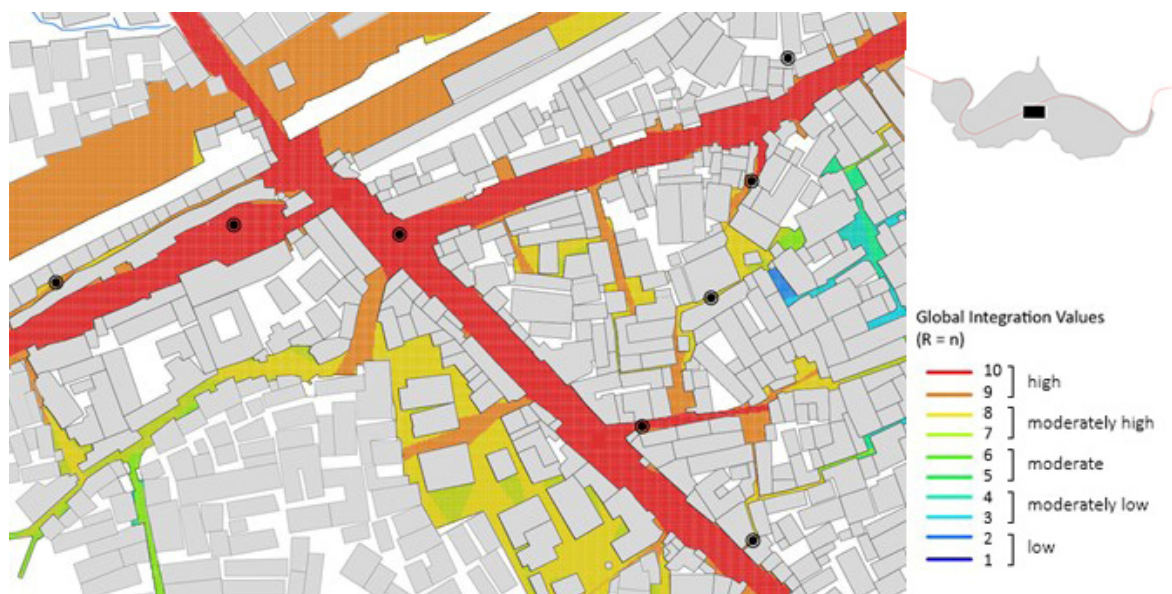 Global Integration Values
(R = n)
10
9
high
8
7
moderately high
6
5
moderate
4
3
moderately low
2
1
low